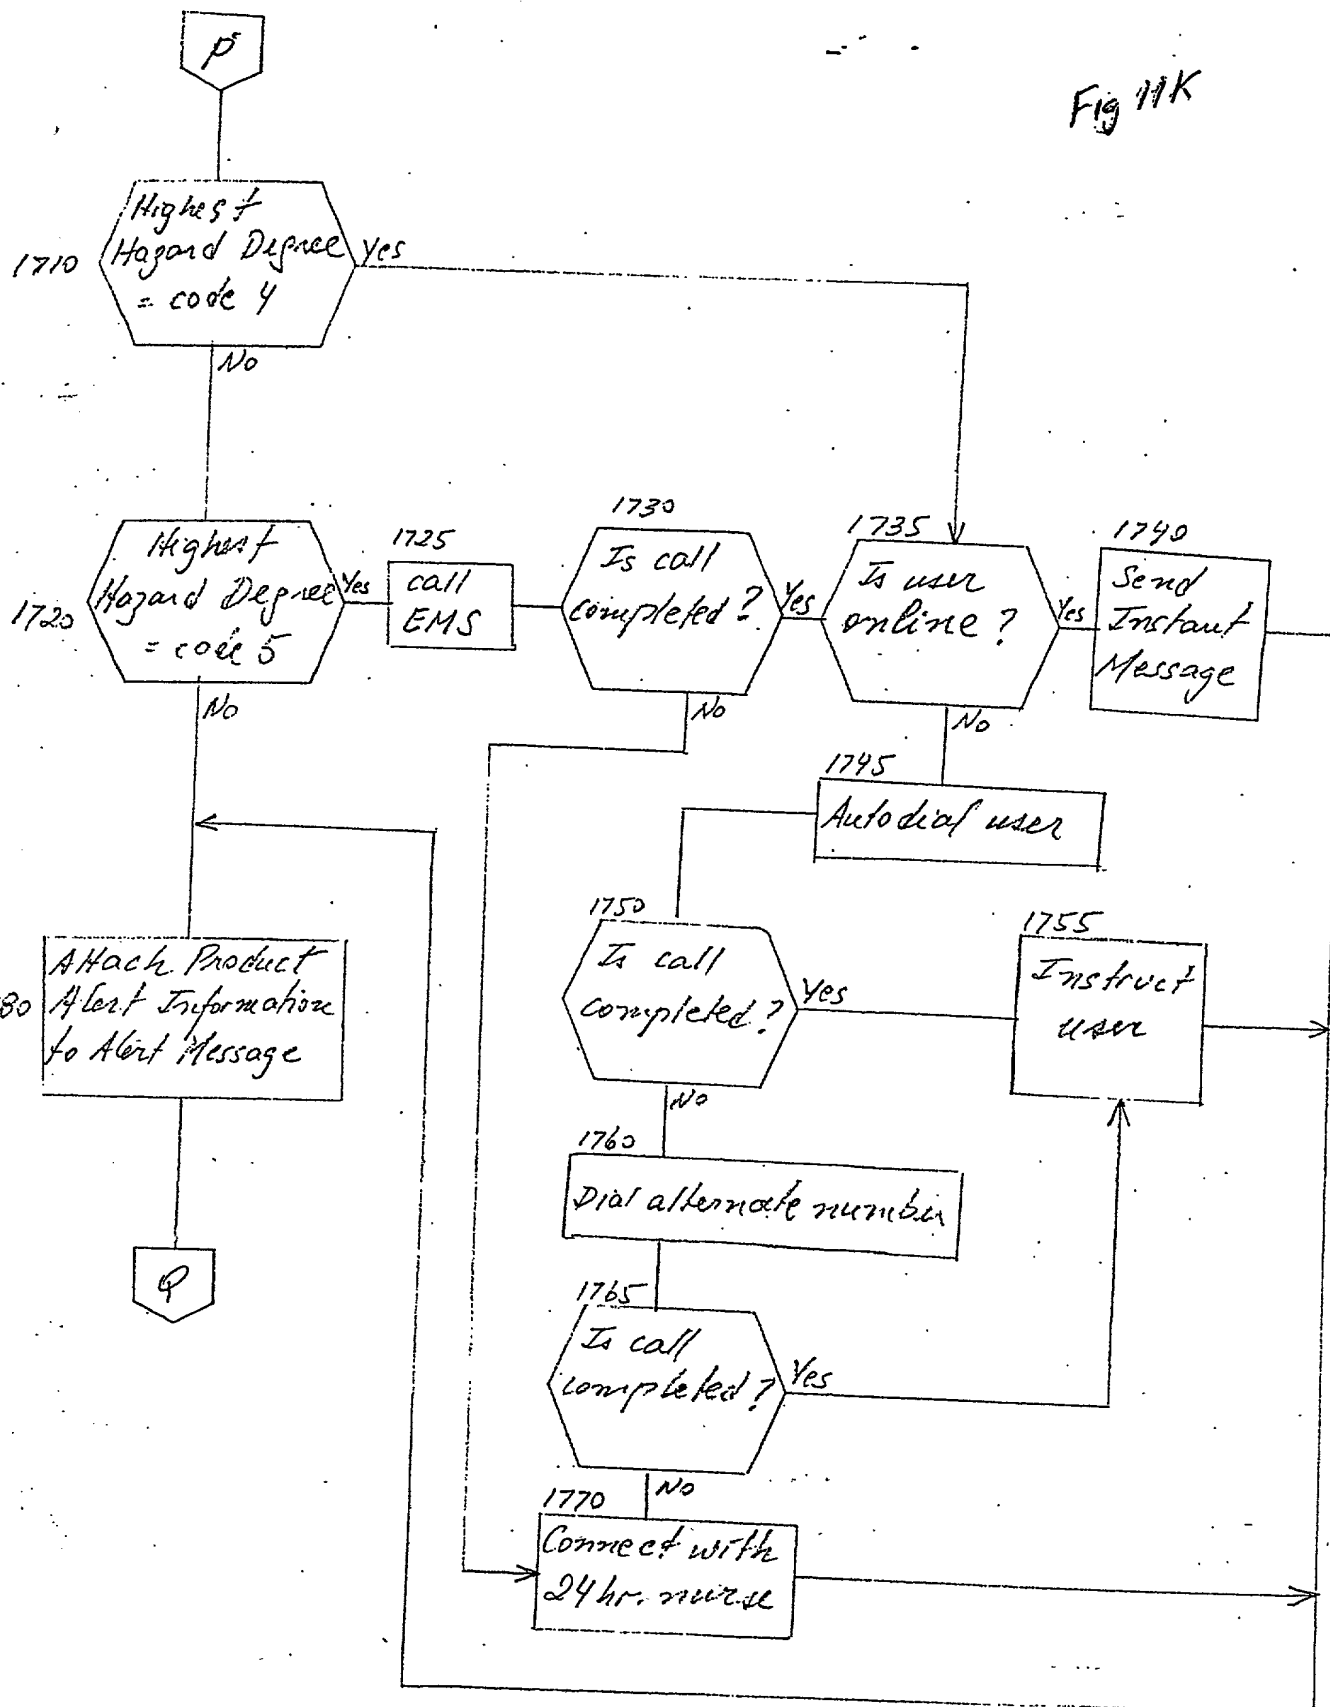 P
Fig 11K
Highest
Hazard Degree
= code 4
1710
Yes
No
Highest
Hazard Degree
= code 5
1720
Yes
No
1725
call
EMS
1730
Is call
completed?
Yes
No
1735
Is user
online?
Yes
No
1740
Send
Instant
Message
1745
Autodial user
1750
Is call
completed?
Yes
No
1755
Instruct
user
80
Attach Product
Alert Information
to Alert Message
1760
Dial alternate number
Q
1765
Is call
completed?
Yes
No
1770
Connect with
24 hr. nurse